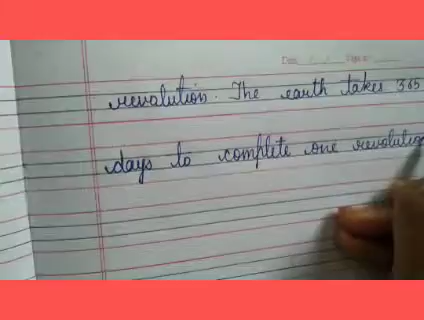 revolution. The earth takes 365
days to complete one revolution